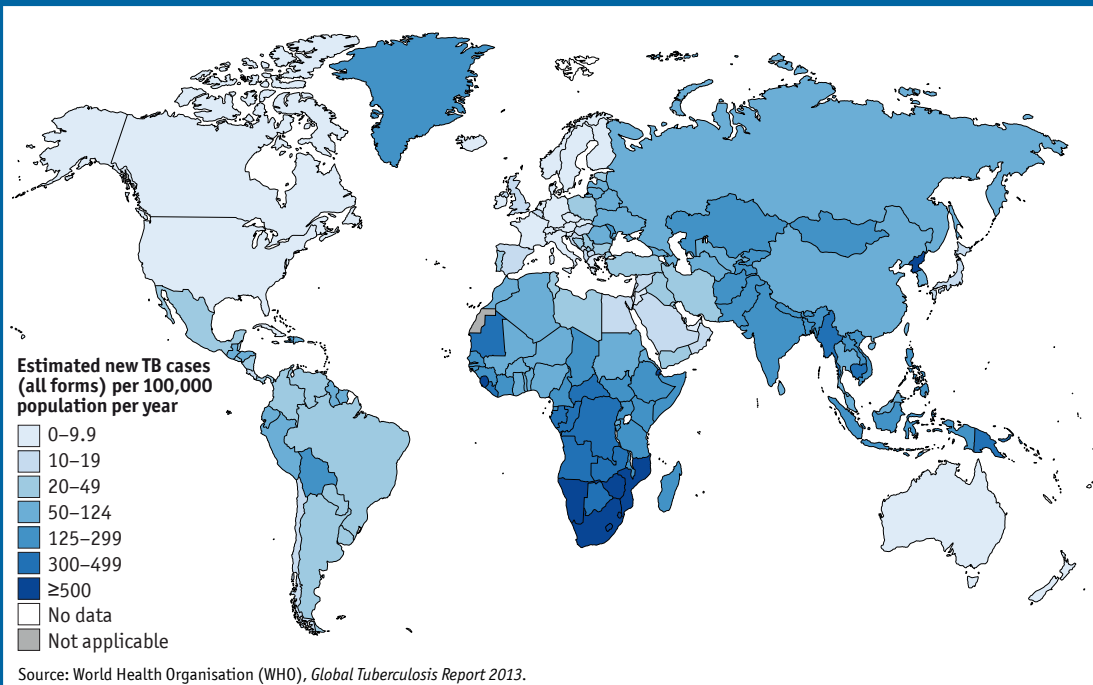 Estimated new TB cases
(all forms) per 100,000
population per year
0–9.9
10–19
20–49
50–124
125–299
300–499
≥500
No data
Not applicable
Source: World Health Organisation (WHO), Global Tuberculosis Report 2013.